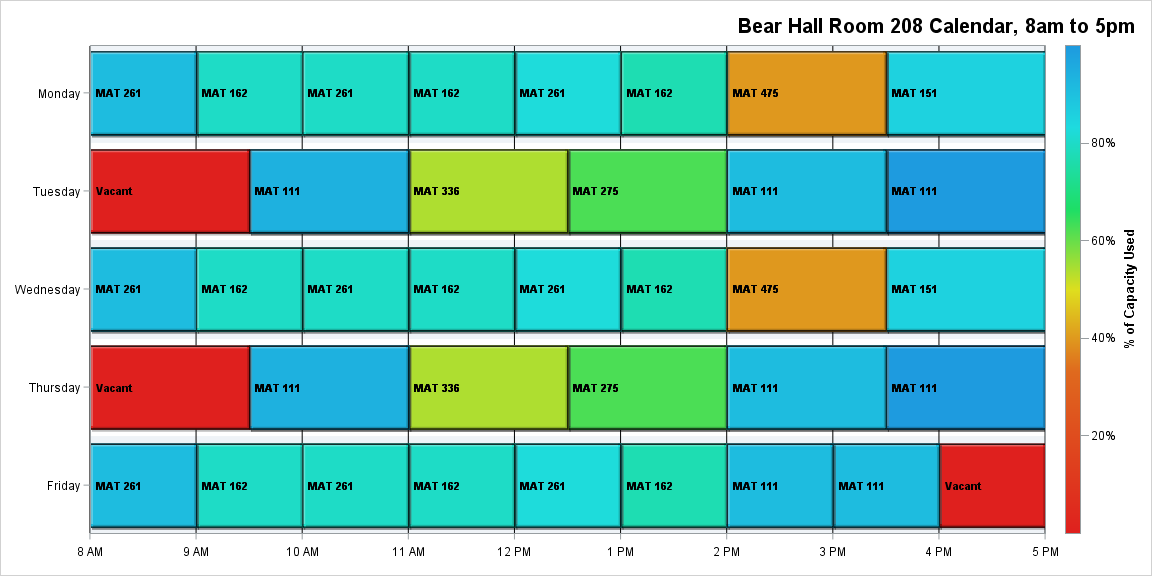 Bear Hall Room 208 Calendar, 8am to 5pm
Monday
MAT 261
MAT 162
MAT 261
MAT 162
MAT 261
MAT 162
MAT 475
MAT 151
Tuesday
Vacant
MAT 111
MAT 336
MAT 275
MAT 111
MAT 111
Wednesday
MAT 261
MAT 162
MAT 261
MAT 162
MAT 261
MAT 162
MAT 475
MAT 151
Thursday
Vacant
MAT 111
MAT 336
MAT 275
MAT 111
MAT 111
Friday
MAT 261
MAT 162
MAT 261
MAT 162
MAT 261
MAT 162
MAT 111
MAT 111
Vacant
8 AM
9 AM
10 AM
11 AM
12 PM
1 PM
2 PM
3 PM
4 PM
5 PM
80%
60%
40%
20%
% of Capacity Used